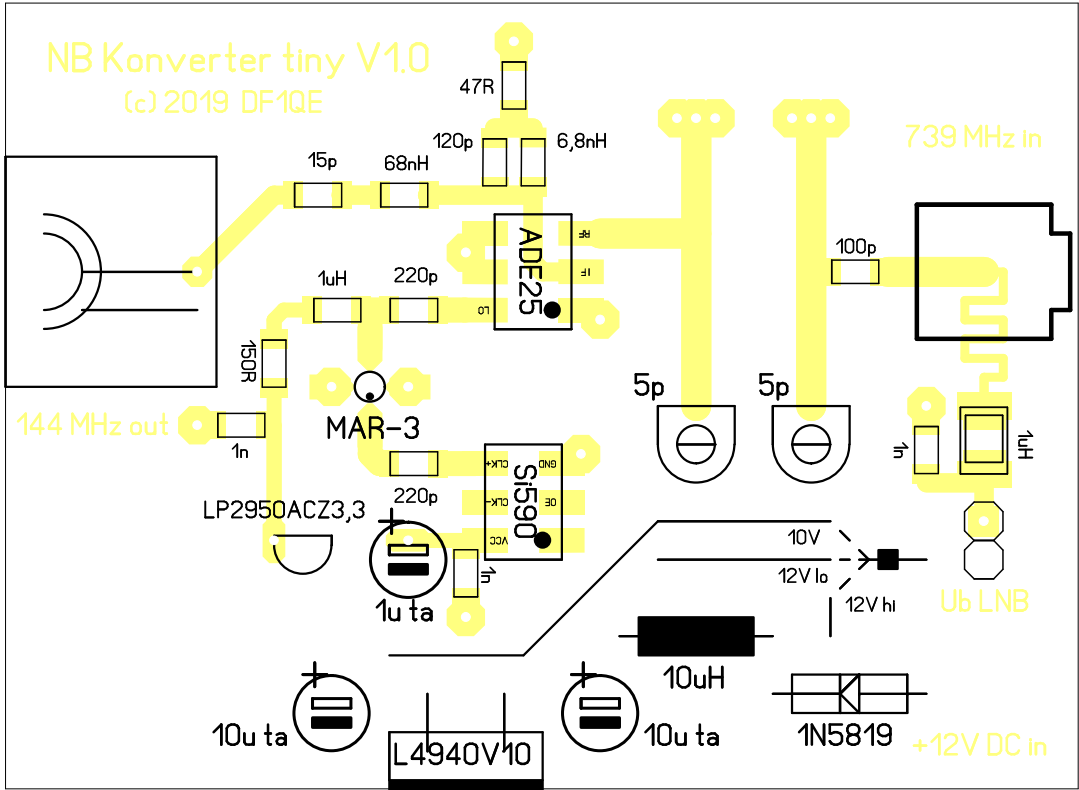 NB Konverter tiny V1.0
(c) 2019 DF1QE
47R
120p
6,8nH
739 MHz in
15p
68nH
ADE25
RF
IF
LO
100p
1uH
220p
150R
5p
5p
144 MHz out
1n
MAR-3
1n
1uH
220p
Si590
CLK+
GND
CLK-
OE
VCC
LP2950ACZ3,3
+
1n
1u ta
10V
12V lo
12V hi
Ub LNB
10uH
+
10u ta
+
10u ta
1N5819
L4940V10
+12V DC in